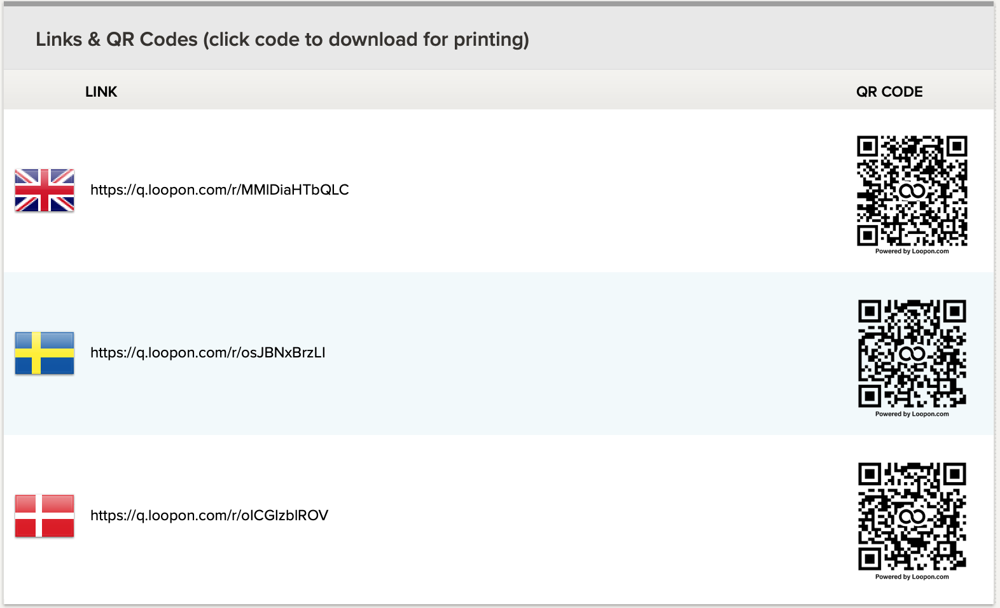 Links & QR Codes (click code to download for printing)
LINK QR CODE
https://q.loopon.com/r/MMIDiaHTbQLC
Powered by Loopon.com
https://q.loopon.com/r/osJBNxBrzLI
Powered by Loopon.com
https://q.loopon.com/r/oICGIzbIROV
Powered by Loopon.com